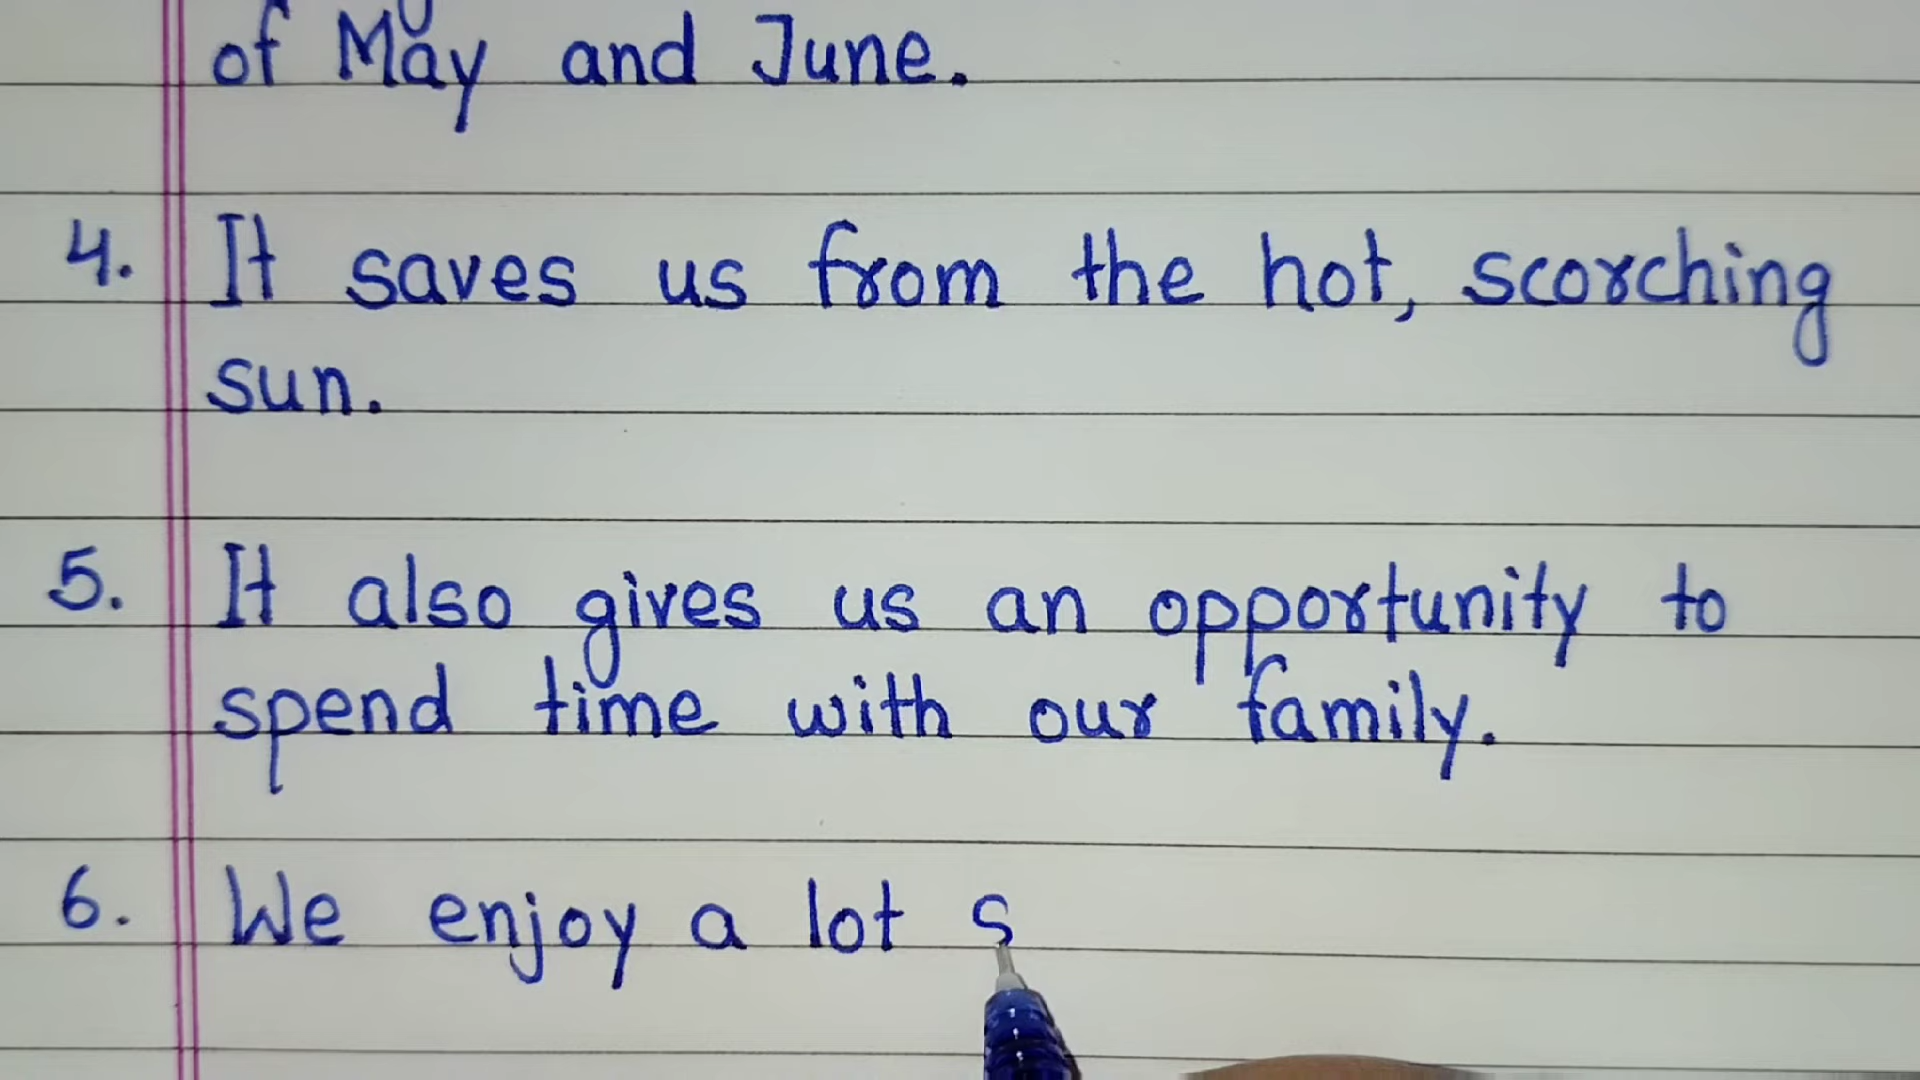 of May and June.
4. It saves us from the hot, scorching
sun.
5. It also gives us an opportunity to
spend time with our family.
6. We enjoy a lot s